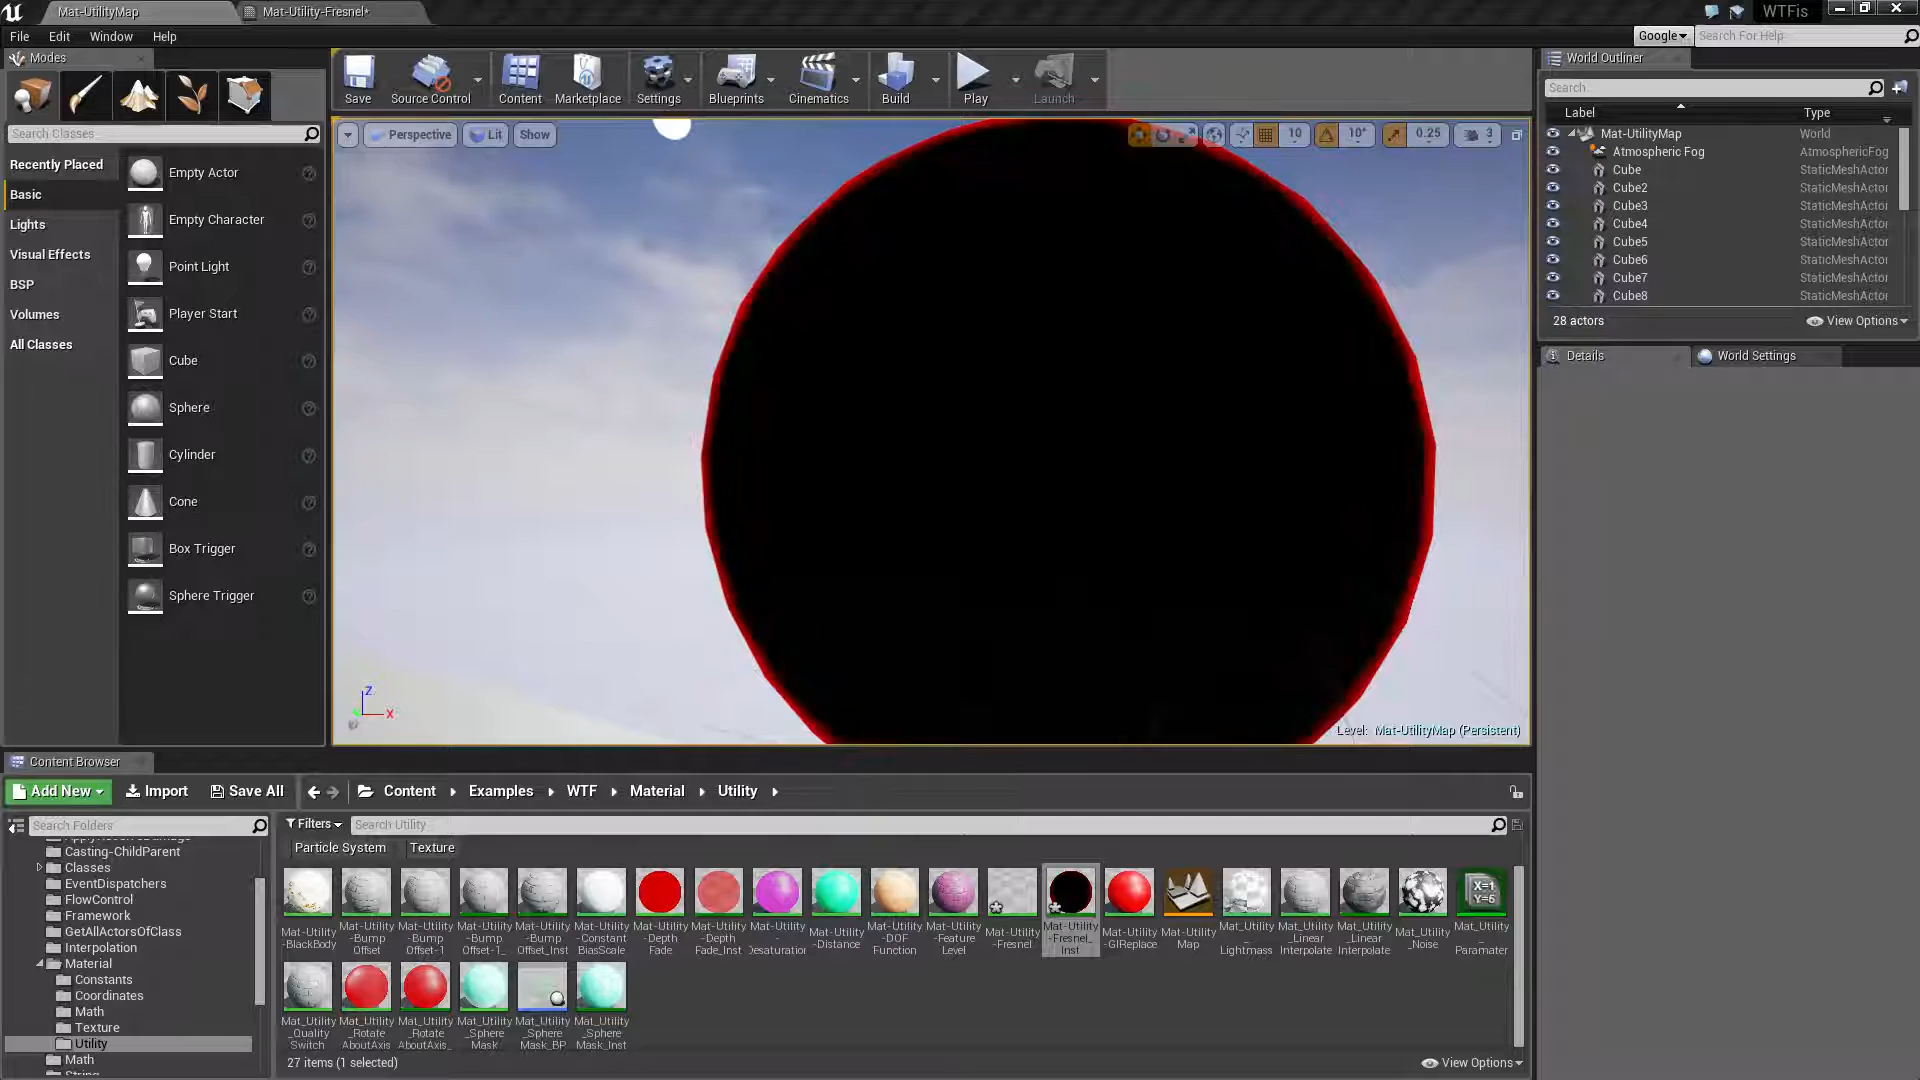 Mat-UtilityMap
Mat-Utility-Fresnel*
WTFis
File Edit Window Help
Google
Search For Help
Modes
Search Classes
Recently Placed
Basic
Lights
Visual Effects
BSP
Volumes
All Classes
Empty Actor
Empty Character
Point Light
Player Start
Cube
Sphere
Cylinder
Cone
Box Trigger
Sphere Trigger
Save
Source Control
Content
Marketplace
Settings
Blueprints
Cinematics
Build
Play
Launch
Perspective
Lit
Show
10
10°
0.25
3
Z
X
Level: Mat-UtilityMap (Persistent)
World Outliner
Search
Label Type
Mat-UtilityMap World
Atmospheric Fog AtmosphericFog
Cube StaticMeshActor
Cube2 StaticMeshActor
Cube3 StaticMeshActor
Cube4 StaticMeshActor
Cube5 StaticMeshActor
Cube6 StaticMeshActor
Cube7 StaticMeshActor
Cube8 StaticMeshActor
28 actors
View Options
Details
World Settings
Content Browser
Add New
Import
Save All
Content
Examples
WTF
Material
Utility
Search Folders
Casting-ChildParent
Classes
EventDispatchers
FlowControl
Framework
GetAllActorsOfClass
Interpolation
Material
Constants
Coordinates
Math
Texture
Utility
Math
Filters
Search Utility
Particle System
Texture
Mat-Utility
-BlackBody
Mat-Utility
-Bump
Offset
Mat-Utility
-Bump
Offset-1
Mat-Utility
-Bump
Offset-1_
Mat-Utility
-Bump
Offset_Inst
Mat-Utility
-Constant
BiasScale
Mat-Utility
-Depth
Fade
Mat-Utility
-Depth
Fade_Inst
Mat-Utility
-
Desaturation
Mat-Utility
-Distance
Mat-Utility
-DOF
Function
Mat-Utility
-Feature
Level
Mat-Utility
-Fresnel
Mat-Utility
-Fresnel_
Inst
Mat-Utility
-GIReplace
Mat-Utility
Map
Mat_Utility
_
Lightmass
Mat_Utility
_Linear
Interpolate
Mat_Utility
_Linear
Interpolate
Mat_Utility
_Noise
X=1
Y=6
Mat_Utility
_
Paramater
Mat_Utility
_Quality
Switch
Mat_Utility
_Rotate
AboutAxis
Mat_Utility
_Rotate
AboutAxis_
Mat_Utility
_Sphere
Mask
Mat_Utility
_Sphere
Mask_BP
Mat_Utility
_Sphere
Mask_Inst
27 items (1 selected)
View Options